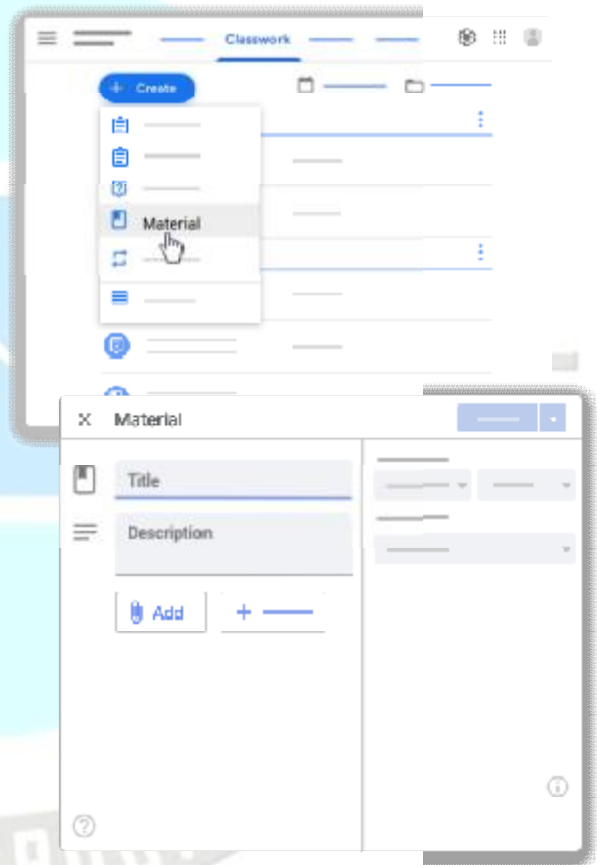 Classwork
+ Create
Material
Material
Title
Description
Add
+